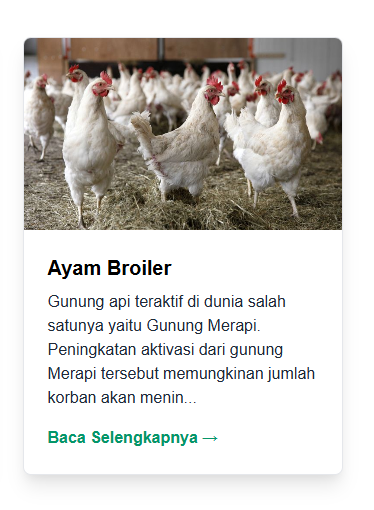 Ayam Broiler
Gunung api teraktif di dunia salah
satunya yaitu Gunung Merapi.
Peningkatan aktivasi dari gunung
Merapi tersebut memungkinan jumlah
korban akan menin...
Baca Selengkapnya →